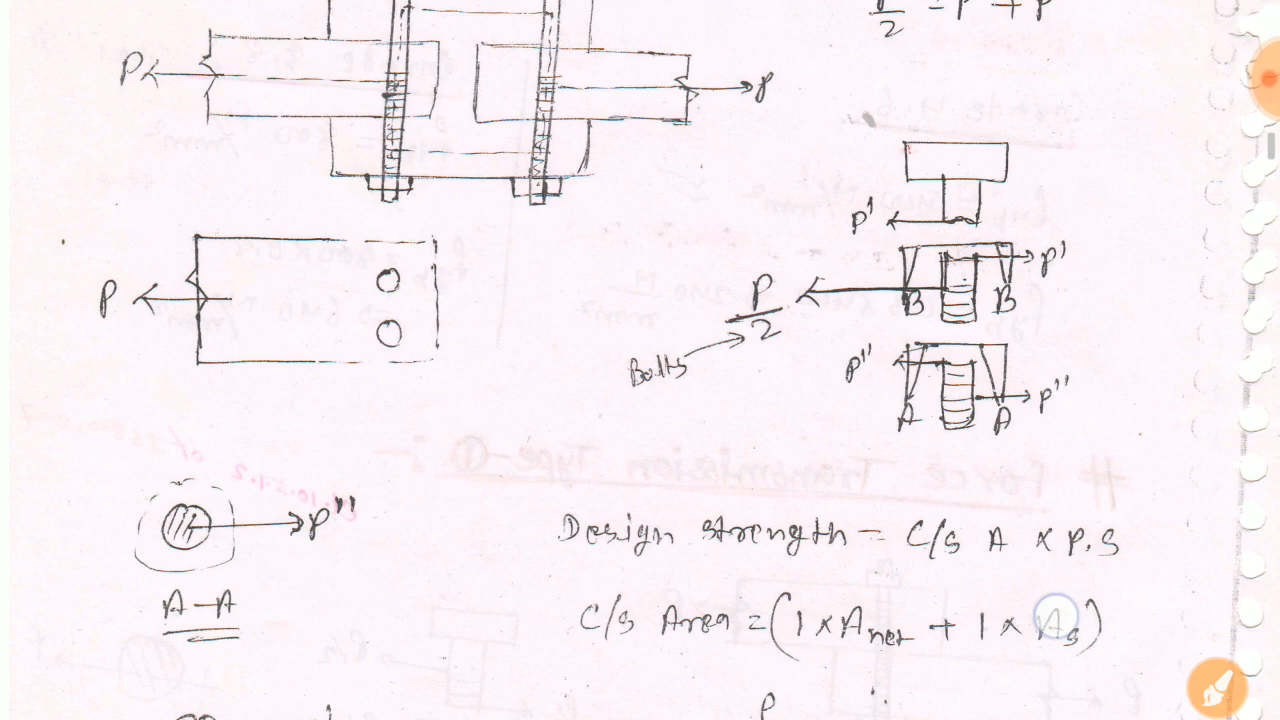 P
P
P'
P'
P
B
B
P/2
Bolts
P"
P"
A
A
P"
Design strength = C/s A x P.S
A-A
C/s Area = (1 x Anet + 1 x As)